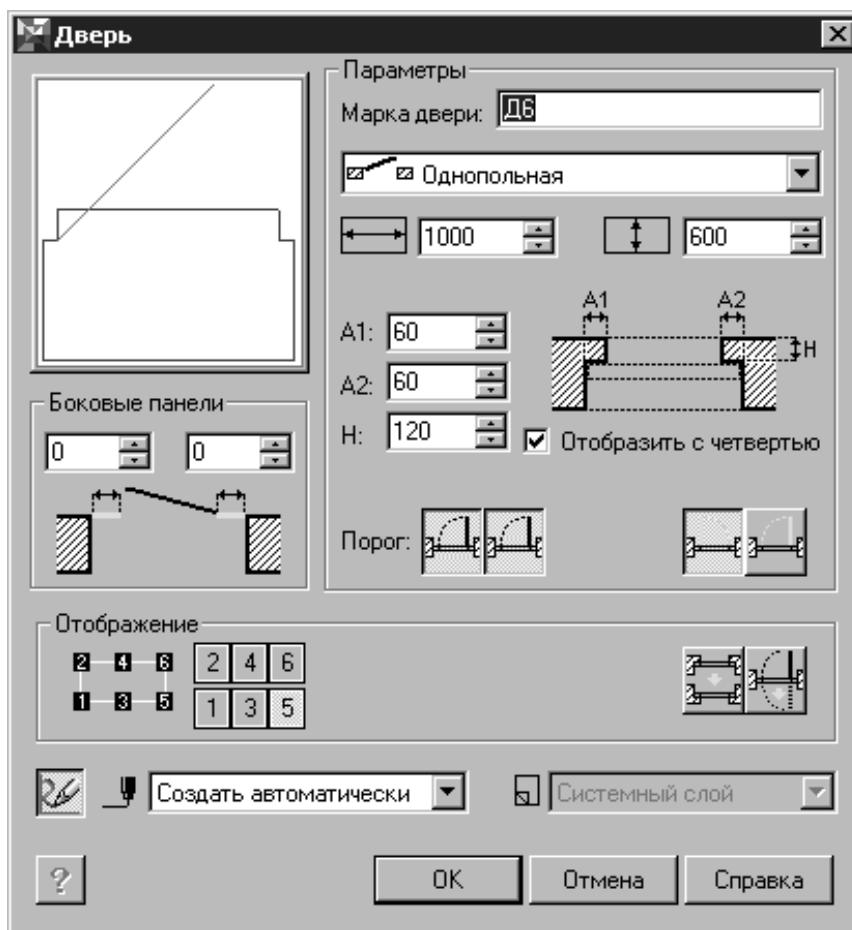 Дверь
Параметры
Марка двери: Д6
Однопольная
1000 600
A1 A2
A1: 60
H
A2: 60
Боковые панели
H: 120 Отобразить с четвертью
0 0
Порог:
Отображение
2 4 6 2 4 6
1 3 5 1 3 5
Создать автоматически Системный слой
? OK Отмена Справка